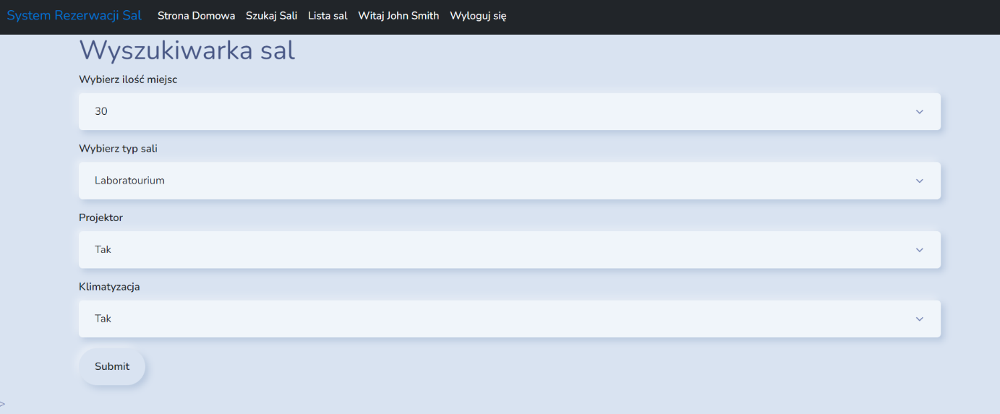 System Rezerwacji Sal Strona Domowa Szukaj Sali Lista sal Witaj John Smith Wyloguj się
Wyszukiwarka sal
Wybierz ilość miejsc
30
Wybierz typ sali
Laboratourium
Projektor
Tak
Klimatyzacja
Tak
Submit
>